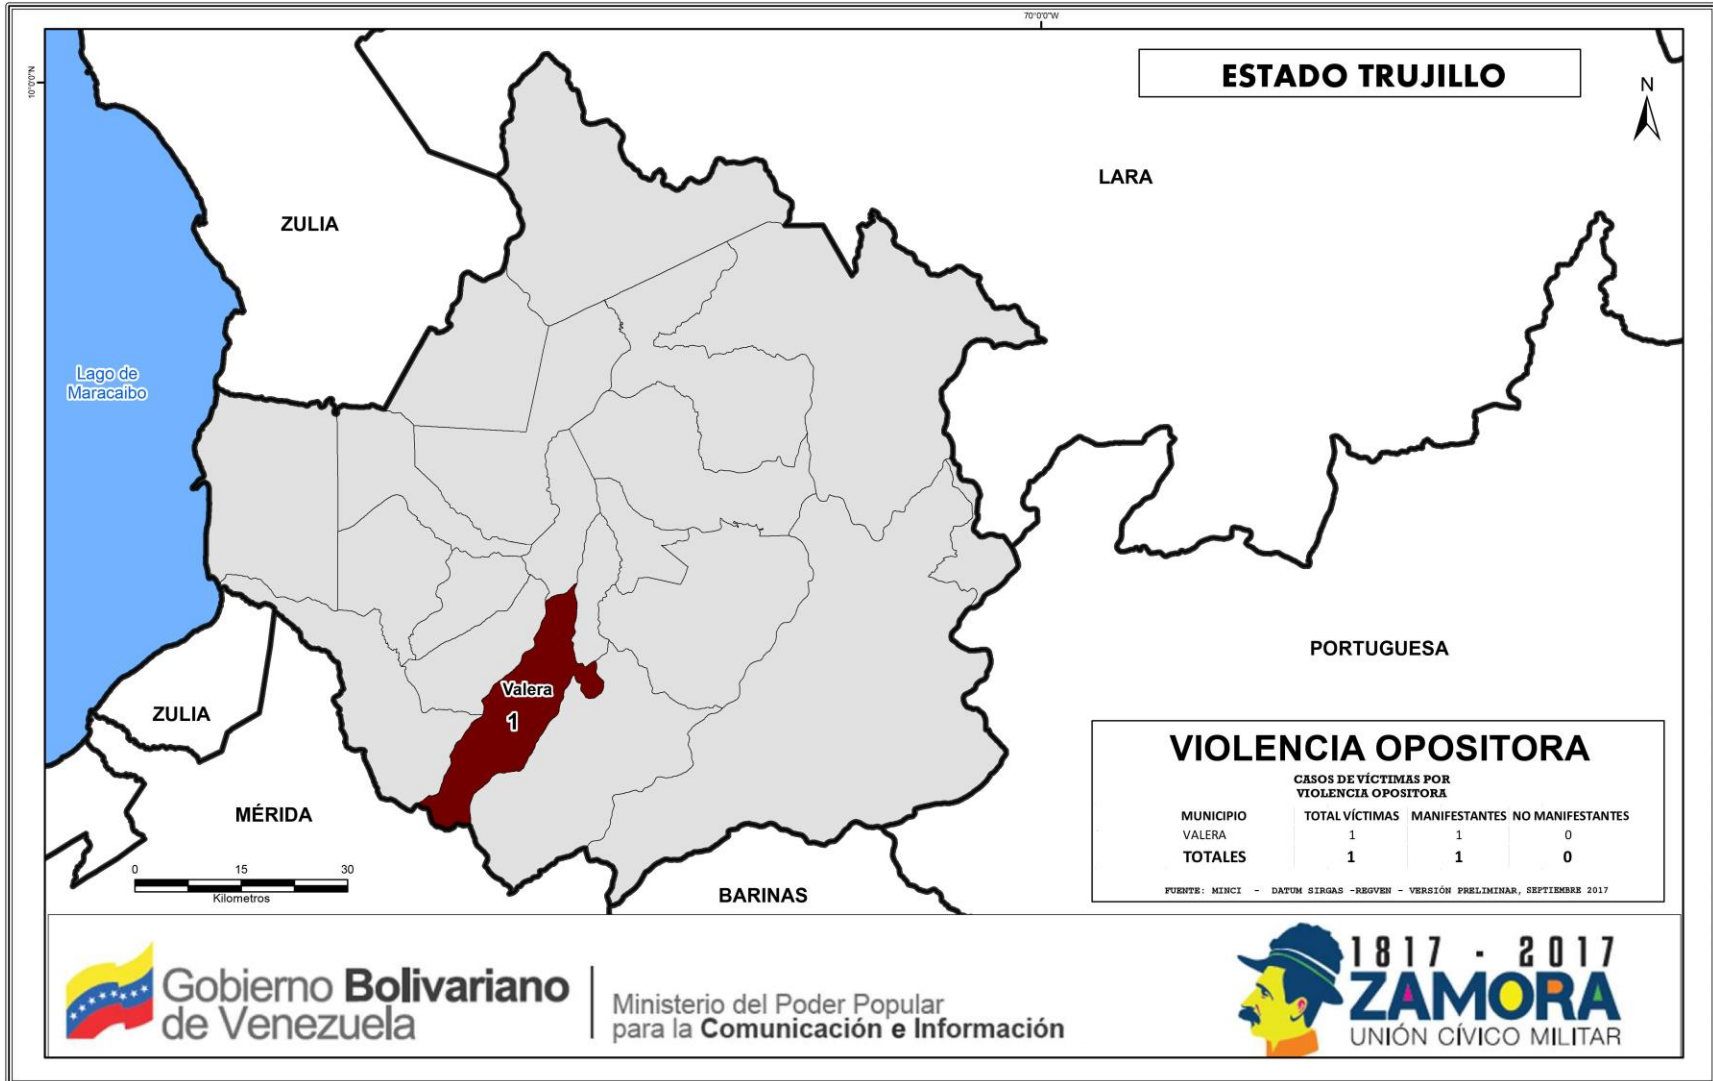 70°0'0"W
10°0'0"N
ESTADO TRUJILLO
N
LARA
ZULIA
Lago de
Maracaibo
PORTUGUESA
Valera
1
ZULIA
MÉRIDA
BARINAS
0 15 30
Kilometros
VIOLENCIA OPOSITORA
CASOS DE VÍCTIMAS POR
VIOLENCIA OPOSITORA
MUNICIPIO TOTAL VÍCTIMAS MANIFESTANTES NO MANIFESTANTES
VALERA 1 1 0
TOTALES 1 1 0
FUENTE: MINCI - DATUM SIRGAS -REGVEN - VERSIÓN PRELIMINAR, SEPTIEMBRE 2017
Gobierno Bolivariano
de Venezuela
Ministerio del Poder Popular
para la Comunicación e Información
1817 - 2017
ZAMORA
UNIÓN CÍVICO MILITAR